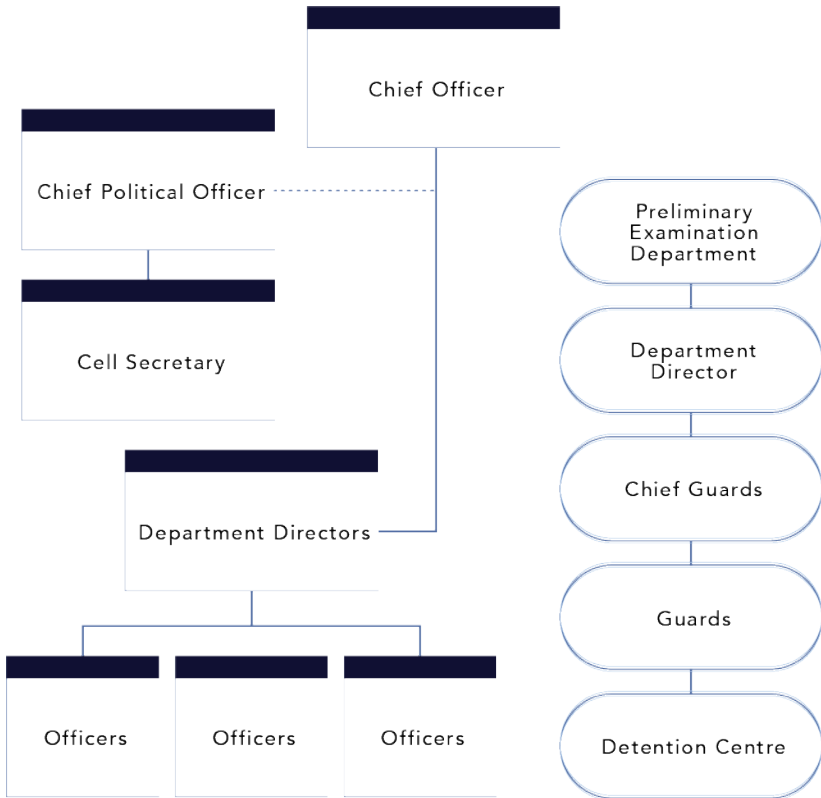 Chief Officer
Chief Political Officer
Cell Secretary
Department Directors
Officers
Officers
Officers
Preliminary
Examination
Department
Department
Director
Chief Guards
Guards
Detention Centre